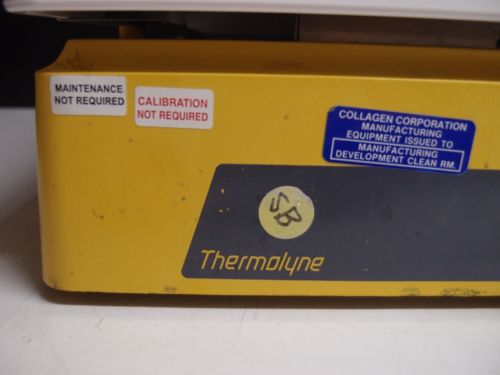 MAINTENANCE
NOT REQUIRED
CALIBRATION
NOT REQUIRED
COLLAGEN CORPORATION
MANUFACTURING
EQUIPMENT ISSUED TO
MANUFACTURING
DEVELOPMENT CLEAN RM.
SB
Thermolyne